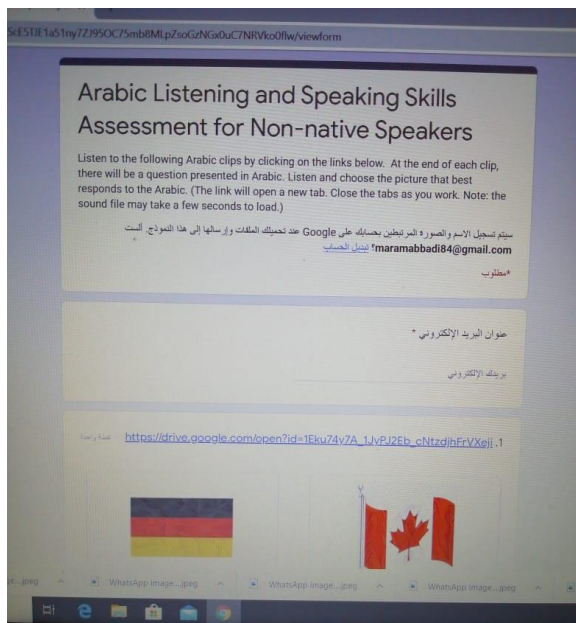 Arabic Listening and Speaking Skills
Assessment for Non-native Speakers
Listen to the following Arabic clips by clicking on the links below. At the end of each clip,
there will be a question presented in Arabic. Listen and choose the picture that best
responds to the Arabic. (The link will open a new tab. Close the tabs as you work. Note: the
sound file may take a few seconds to load.)
سيتم تسجيل الاسم والصورة المرتبطين بحسابك على Google عند تحميلك الملفات وإرسالها إلى هذا النموذج. ألست
maramabbadi84@gmail.com؟ تبديل الحساب
*مطلوب
عنوان البريد الإلكتروني *
بريدك الإلكتروني
1. https://drive.google.com/open?id=1Eku74y7A_1JyPJ2Eb_cNtzdjhFrVXeji نقطة واحدة
WhatsApp Image....jpeg WhatsApp Image....jpeg WhatsApp Image....jpeg